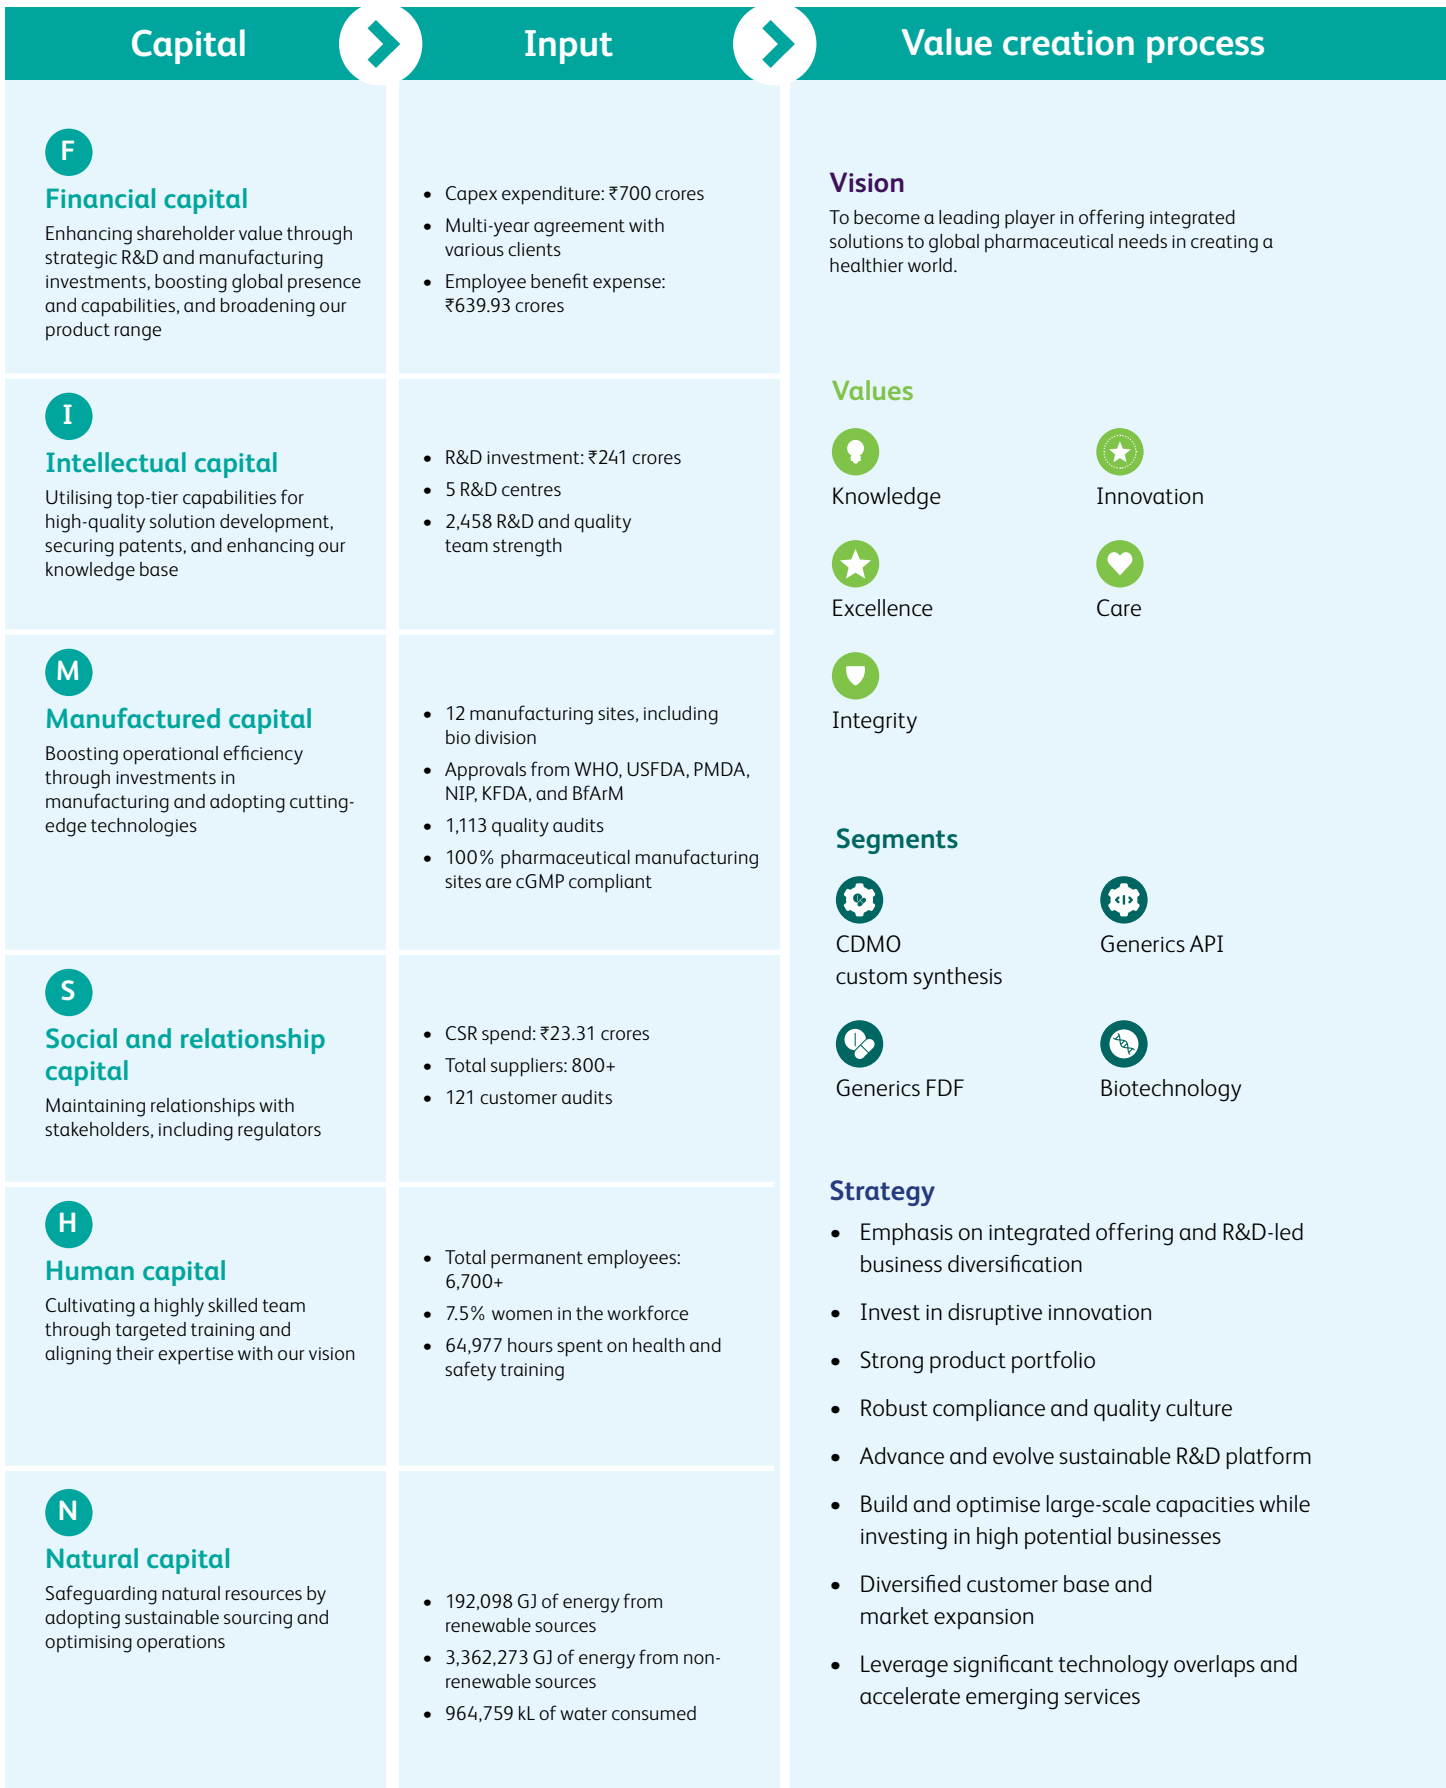 Capital
Input
Value creation process
F
Financial capital
Enhancing shareholder value through
strategic R&D and manufacturing
investments, boosting global presence
and capabilities, and broadening our
product range
• Capex expenditure: ₹700 crores
• Multi-year agreement with
various clients
• Employee benefit expense:
₹639.93 crores
I
Intellectual capital
Utilising top-tier capabilities for
high-quality solution development,
securing patents, and enhancing our
knowledge base
• R&D investment: ₹241 crores
• 5 R&D centres
• 2,458 R&D and quality
team strength
M
Manufactured capital
Boosting operational efficiency
through investments in
manufacturing and adopting cutting-
edge technologies
• 12 manufacturing sites, including
bio division
• Approvals from WHO, USFDA, PMDA,
NIP, KFDA, and BfArM
• 1,113 quality audits
• 100% pharmaceutical manufacturing
sites are cGMP compliant
S
Social and relationship
capital
Maintaining relationships with
stakeholders, including regulators
• CSR spend: ₹23.31 crores
• Total suppliers: 800+
• 121 customer audits
H
Human capital
Cultivating a highly skilled team
through targeted training and
aligning their expertise with our vision
• Total permanent employees:
6,700+
• 7.5% women in the workforce
• 64,977 hours spent on health and
safety training
N
Natural capital
Safeguarding natural resources by
adopting sustainable sourcing and
optimising operations
• 192,098 GJ of energy from
renewable sources
• 3,362,273 GJ of energy from non-
renewable sources
• 964,759 kL of water consumed
Vision
To become a leading player in offering integrated
solutions to global pharmaceutical needs in creating a
healthier world.
Values
Knowledge
Innovation
Excellence
Care
Integrity
Segments
CDMO
custom synthesis
Generics API
Generics FDF
Biotechnology
Strategy
• Emphasis on integrated offering and R&D-led
business diversification
• Invest in disruptive innovation
• Strong product portfolio
• Robust compliance and quality culture
• Advance and evolve sustainable R&D platform
• Build and optimise large-scale capacities while
investing in high potential businesses
• Diversified customer base and
market expansion
• Leverage significant technology overlaps and
accelerate emerging services